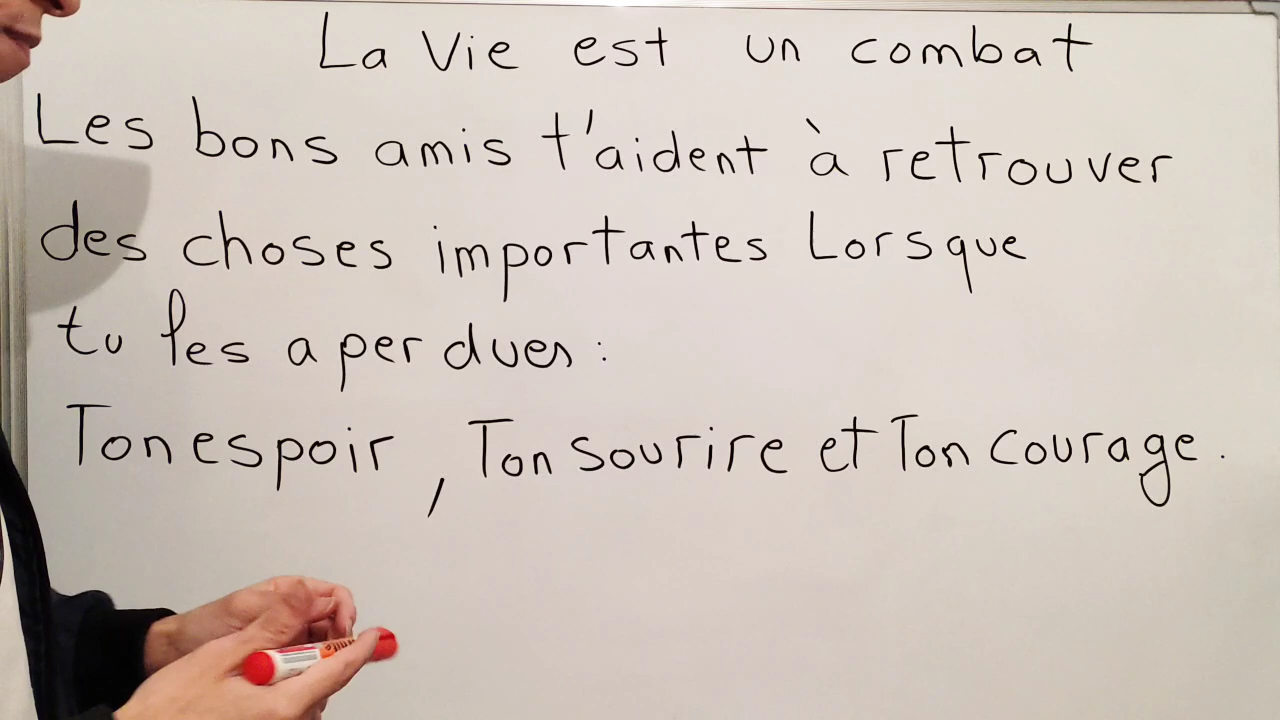 La Vie est un combat
Les bons amis t'aident à retrouver
des choses importantes Lorsque
tu les a perdues :
Ton espoir, Ton sourire et Ton courage.